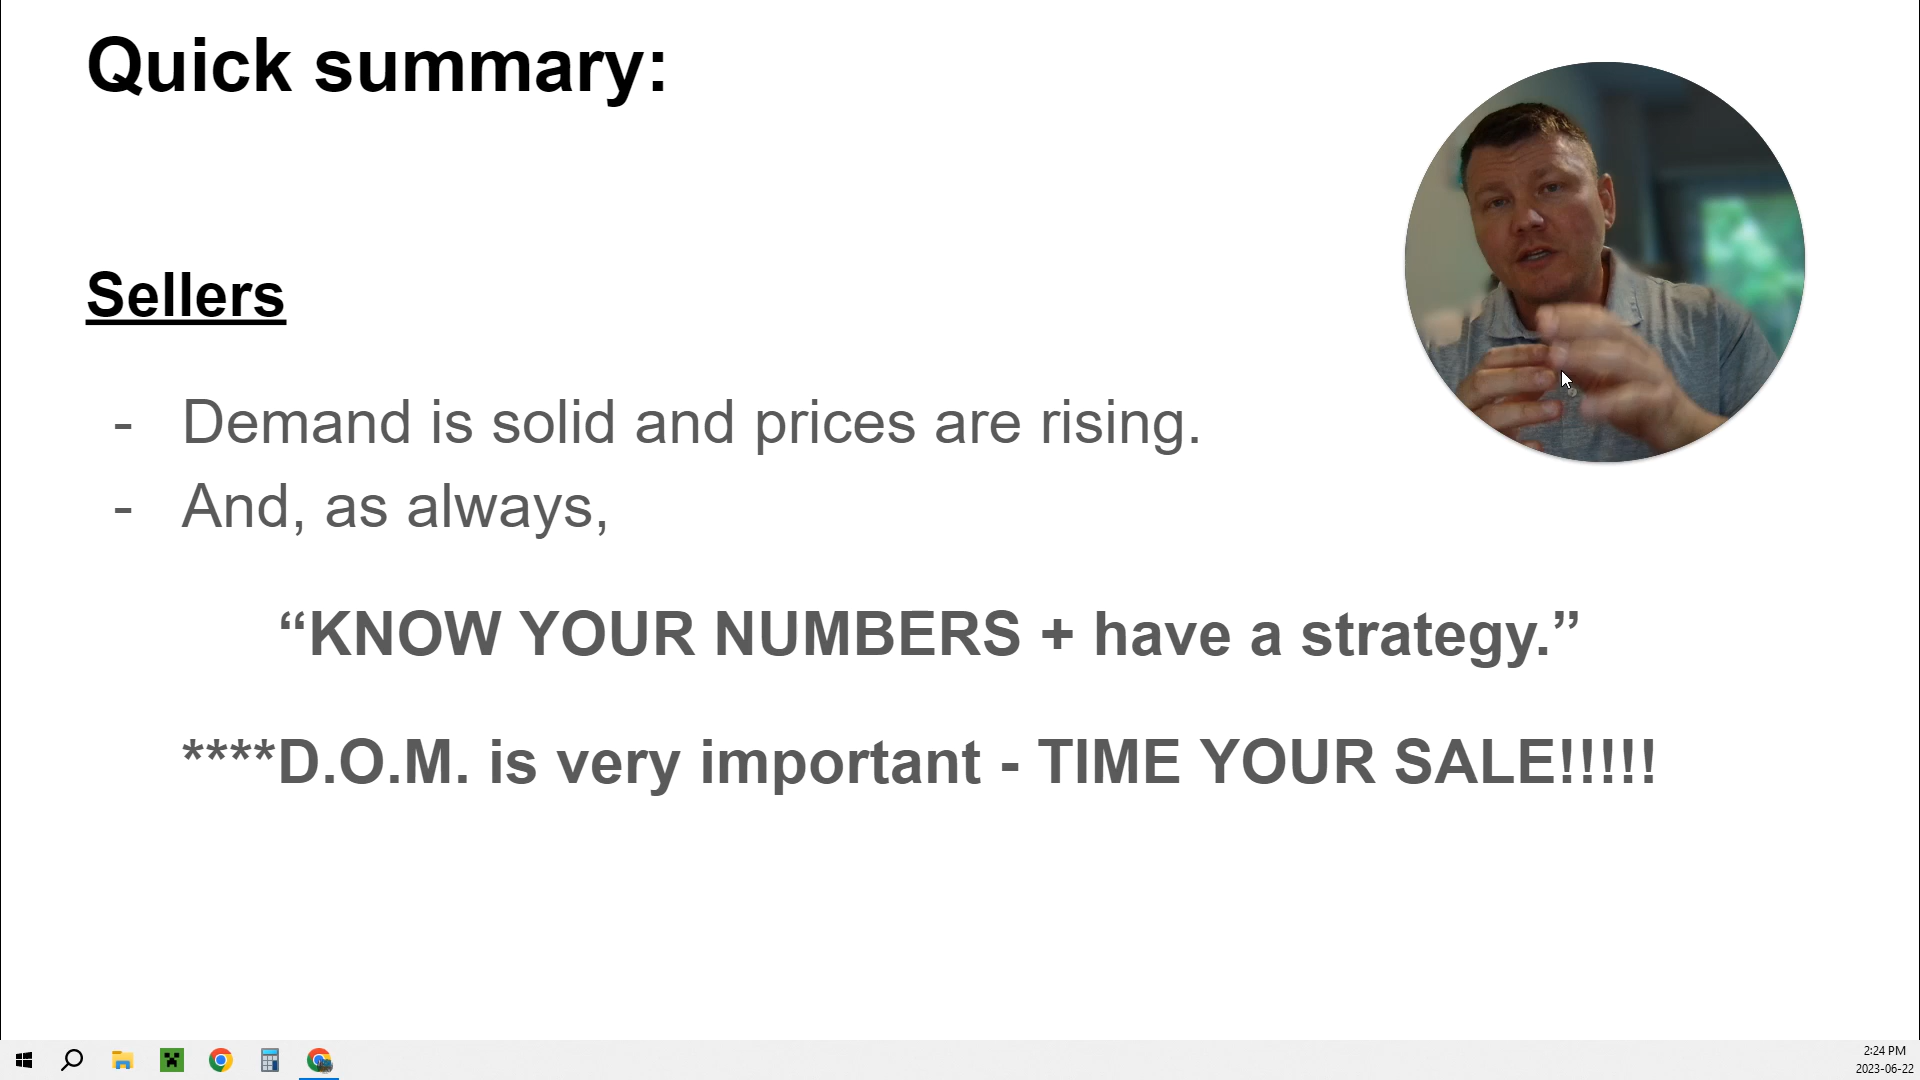 Quick summary:
Sellers
- Demand is solid and prices are rising.
- And, as always,
“KNOW YOUR NUMBERS + have a strategy.”
****D.O.M. is very important - TIME YOUR SALE!!!!!
2:24 PM
2023-06-22